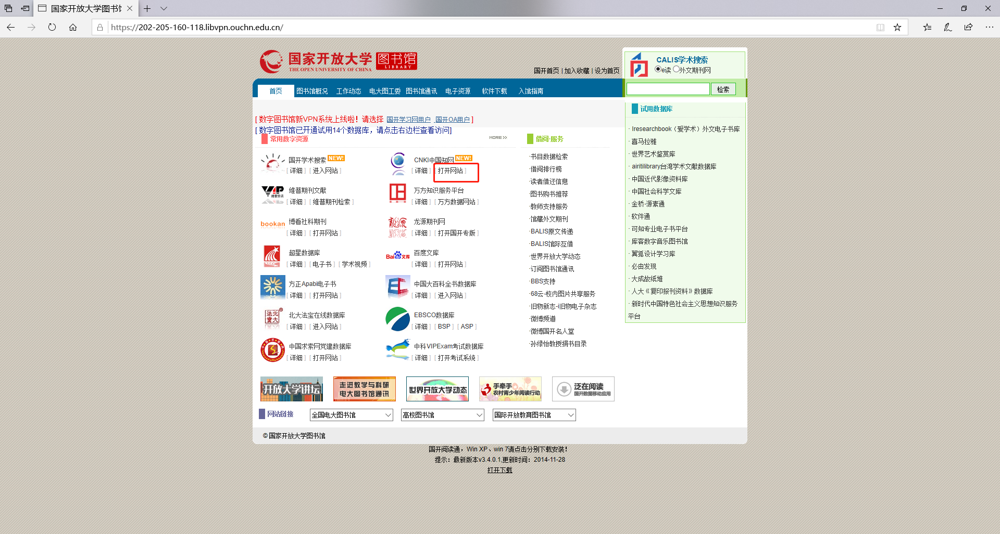 国家开放大学图书馆
https://202-205-160-118.libvpn.ouchn.edu.cn/
国家开放大学 图书馆
THE OPEN UNIVERSITY OF CHINA LIBRARY
国开首页 | 加入收藏 | 设为首页
CALIS学术搜索
e读 外文期刊网
检索
首页 图书馆概况 工作动态 电大图工委 图书馆通讯 电子资源 软件下载 入馆指南
[ 数字图书馆新VPN系统上线啦！请选择 国开学习网用户 国开OA用户 ]
[ 数字图书馆已开通试用14个数据库，请点击右边栏查看访问]
常用数字资源 MORE >>
国开学术搜索 NEW!
[ 详细 ] [ 进入网站 ]
CNKI中国知网 NEW!
[ 详细 ] [ 打开网站 ]
VIP 维普资讯
维普期刊文献
[ 详细 ] [ 维普期刊检索 ]
万方知识服务平台
[ 详细 ] [ 万方数据网站 ]
bookan
博看社科期刊
[ 详细 ] [ 打开网站 ]
龙源
龙源期刊网
[ 详细 ] [ 打开国开专版 ]
超星数据库
[ 详细 ] [ 电子书 ] [ 学术视频 ]
Bai du 文库
百度文库
[ 详细 ] [ 打开网站 ]
方正Apabi电子书
[ 详细 ] [ 打开网站 ]
中国大百科全书数据库
[ 详细 ] [ 进入网站 ]
北大法宝®
北大法宝在线数据库
[ 详细 ] [ 进入网站 ]
EBSCO数据库
[ 详细 ] [ BSP ] [ ASP ]
中国求索网党建数据库
[ 详细 ] [ 打开网站 ]
中科VIPExam考试数据库
[ 详细 ] [ 打开考试系统 ]
借阅·服务
·书目数据检索
·借阅排行榜
·读者借还信息
·图书购书推荐
·教师支持服务
·馆藏外文期刊
·BALIS原文传递
·BALIS馆际互借
·世界开放大学动态
·订阅图书馆通讯
·BBS支持
·68云-校内图片共享服务
·旧物新志-i旧物电子杂志
·微博频道
·微博国开名人堂
·孙绿怡教授捐书目录
试用数据库
· Iresearchbook（爱学术）外文电子书库
· 喜马拉雅
· 世界艺术鉴赏库
· airitilibrary台湾学术文献数据库
· 中国近代影像资料库
· 中国社会科学文库
· 金桥-源素通
· 软件通
· 可知专业电子书平台
· 库客数字音乐图书馆
· 翼狐设计学习库
· 必由发现
· 大成故纸堆
· 人大《复印报刊资料》数据库
· 新时代中国特色社会主义思想知识服务
平台
开放大学讲坛
走进教学与科研
电大图书馆通讯
世界开放大学动态
手牵手
农村青少年阅读行动
泛在阅读
国开数图移动应用
网站链接 全国电大图书馆 高校图书馆 国际开放教育图书馆
© 国家开放大学图书馆
国开阅读通，Win XP、win 7请点击分别下载安装！
提示：最新版本v3.4.0.1,更新时间：2014-11-28
打开下载